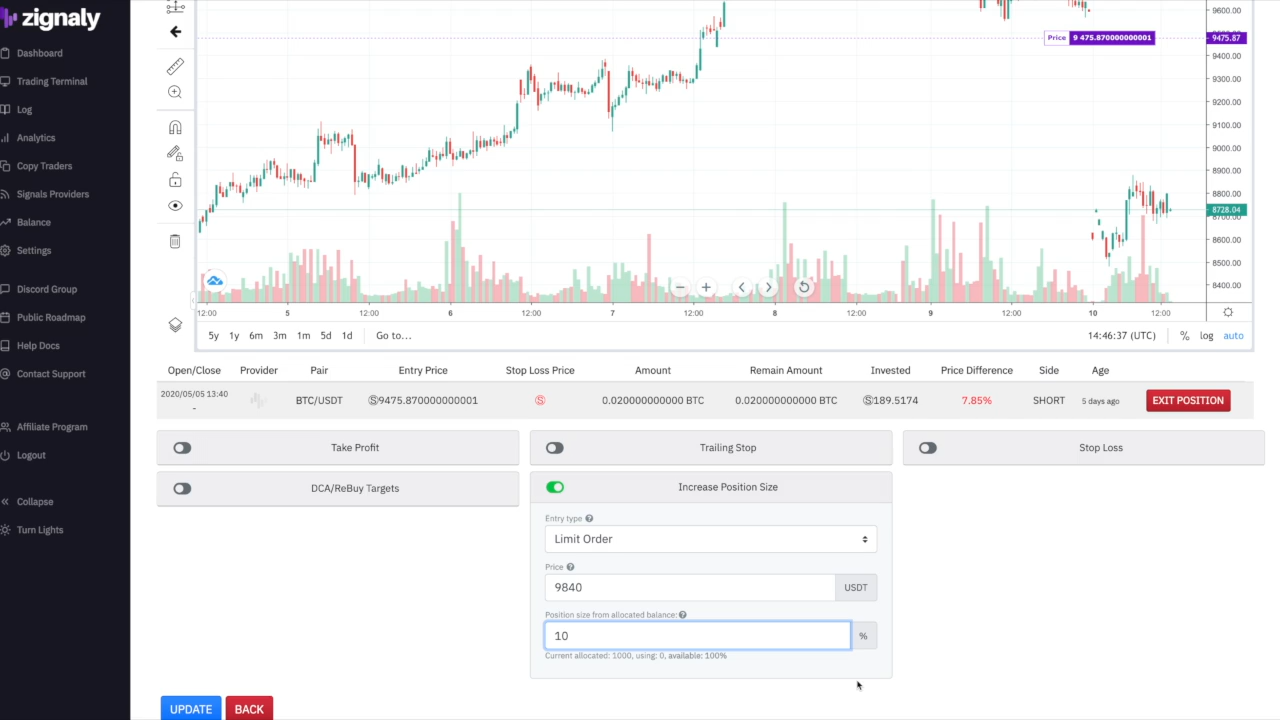 zignaly
Dashboard
Trading Terminal
Log
Analytics
Copy Traders
Signals Providers
Balance
Settings
Discord Group
Public Roadmap
Help Docs
Contact Support
Affiliate Program
Logout
Collapse
Turn Lights
9600.00
Price 9 475.870000000001 9475.87
9400.00
9300.00
9200.00
9100.00
9000.00
8900.00
8800.00
8728.04
8700.00
8600.00
8500.00
8400.00
12:00 5 12:00 6 12:00 7 12:00 8 12:00 9 12:00 10 12:00
5y 1y 6m 3m 1m 5d 1d Go to... 14:46:37 (UTC) % log auto
Open/Close Provider Pair Entry Price Stop Loss Price Amount Remain Amount Invested Price Difference Side Age
2020/05/05 13:40
-
BTC/USDT Ⓢ9475.870000000001 Ⓢ 0.020000000000 BTC 0.020000000000 BTC Ⓢ189.5174 7.85% SHORT 5 days ago EXIT POSITION
Take Profit Trailing Stop Stop Loss
DCA/ReBuy Targets Increase Position Size
Entry type
Limit Order
Price
9840 USDT
Position size from allocated balance:
10 %
Current allocated: 1000, using: 0, available: 100%
UPDATE BACK